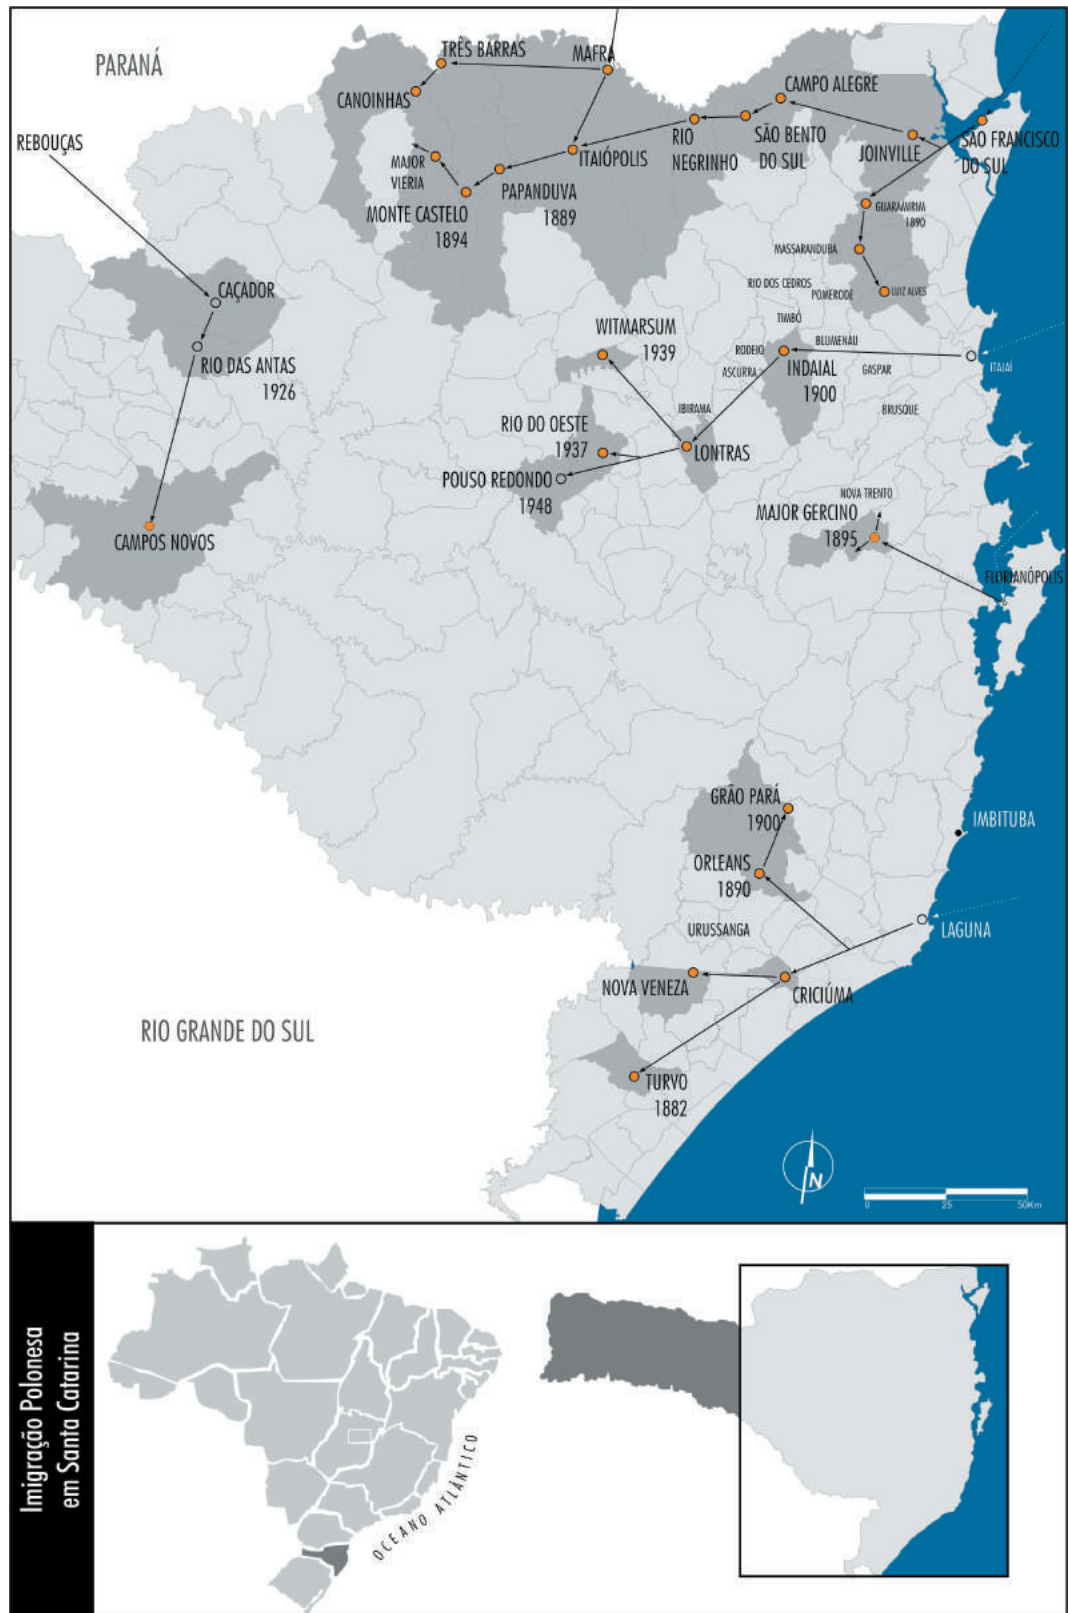 PARANÁ
TRÊS BARRAS
MAFRA
CANOINHAS
CAMPO ALEGRE
REBOUÇAS
SÃO BENTO
DO SUL
RIO
NEGRINHO
JOINVILLE
SÃO FRANCISCO
DO SUL
ITAIÓPOLIS
MAJOR
VIERIA
PAPANDUVA
1889
MONTE CASTELO
1894
GUARAMIRIM
1890
MASSARANDUBA
CAÇADOR
RIO DOS CEDROS
POMERODE
LUIZ ALVES
TIMBÓ
WITMARSUM
1939
RODEIO
BLUMENAU
INDAIAL
1900
ITAJAÍ
RIO DAS ANTAS
1926
ASCURRA
GASPAR
IBIRAMA
BRUSQUE
RIO DO OESTE
1937
LONTRAS
POUSO REDONDO
1948
NOVA TRENTO
MAJOR GERCINO
1895
CAMPOS NOVOS
FLORIANÓPOLIS
GRÃO PARÁ
1900
IMBITUBA
ORLEANS
1890
URUSSANGA
LAGUNA
NOVA VENEZA
CRICIÚMA
RIO GRANDE DO SUL
TURVO
1882
N
0 25 50Km
Imigração Polonesa
em Santa Catarina
OCEANO ATLÂNTICO